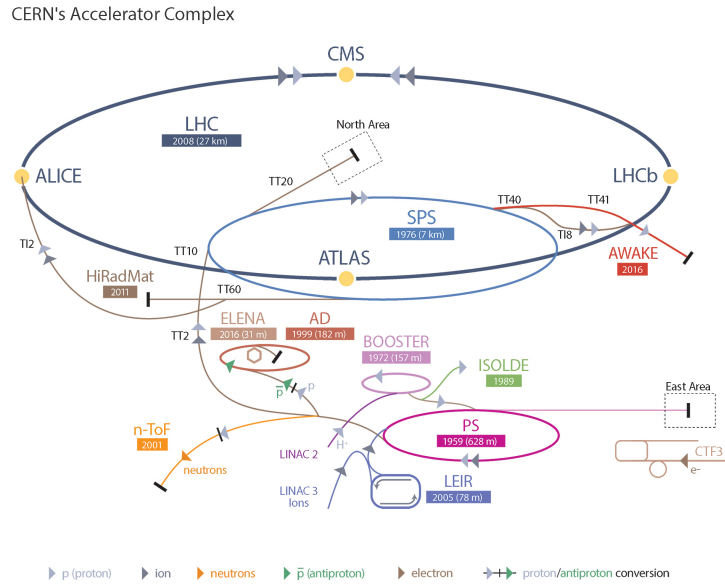 CERN's Accelerator Complex
CMS
LHC
2008 (27 km)
North Area
ALICE
TT20
LHCb
TT40
TT41
SPS
1976 (7 km)
TI8
TI2
TT10
ATLAS
AWAKE
2016
HiRadMat
2011
TT60
ELENA
2016 (31 m)
AD
1999 (182 m)
TT2
BOOSTER
1972 (157 m)
ISOLDE
1989
p̅
p
East Area
n-ToF
2001
H⁺
PS
1959 (628 m)
LINAC 2
neutrons
CTF3
e-
LINAC 3
Ions
LEIR
2005 (78 m)
p (proton)
ion
neutrons
p̅ (antiproton)
electron
proton/antiproton conversion